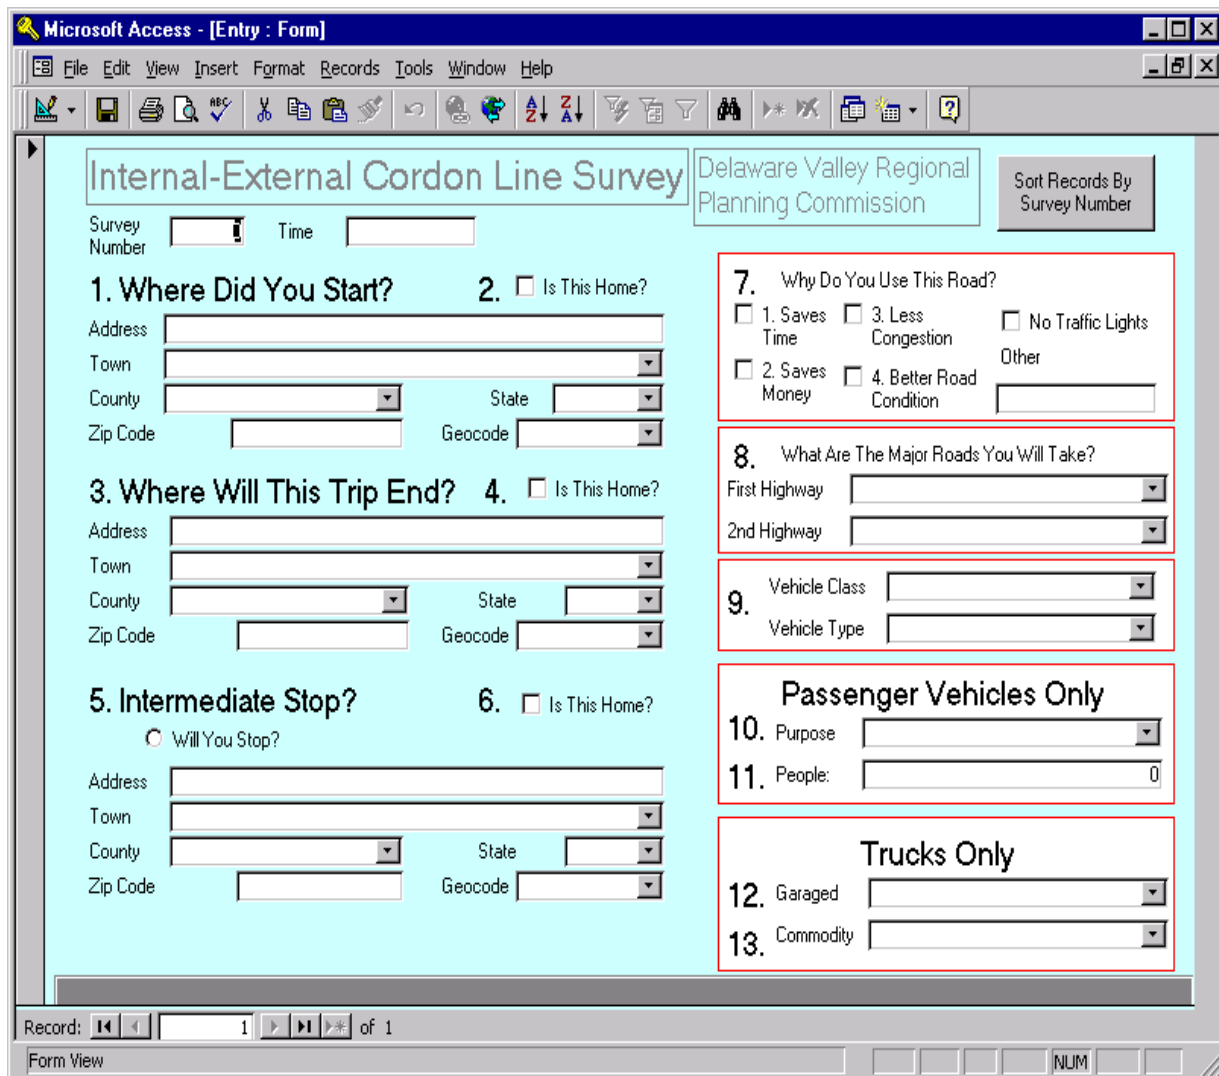 Microsoft Access - [Entry : Form]
File Edit View Insert Format Records Tools Window Help
Internal-External Cordon Line Survey
Delaware Valley Regional
Planning Commission
Sort Records By
Survey Number
Survey
Number
Time
1. Where Did You Start?
2. Is This Home?
Address
Town
County State
Zip Code Geocode
3. Where Will This Trip End? 4. Is This Home?
Address
Town
County State
Zip Code Geocode
5. Intermediate Stop? 6. Is This Home?
Will You Stop?
Address
Town
County State
Zip Code Geocode
7. Why Do You Use This Road?
1. Saves
Time
3. Less
Congestion
No Traffic Lights
2. Saves
Money
4. Better Road
Condition
Other
8. What Are The Major Roads You Will Take?
First Highway
2nd Highway
9. Vehicle Class
Vehicle Type
Passenger Vehicles Only
10. Purpose
11. People: 0
Trucks Only
12. Garaged
13. Commodity
Record: 1 of 1
Form View NUM